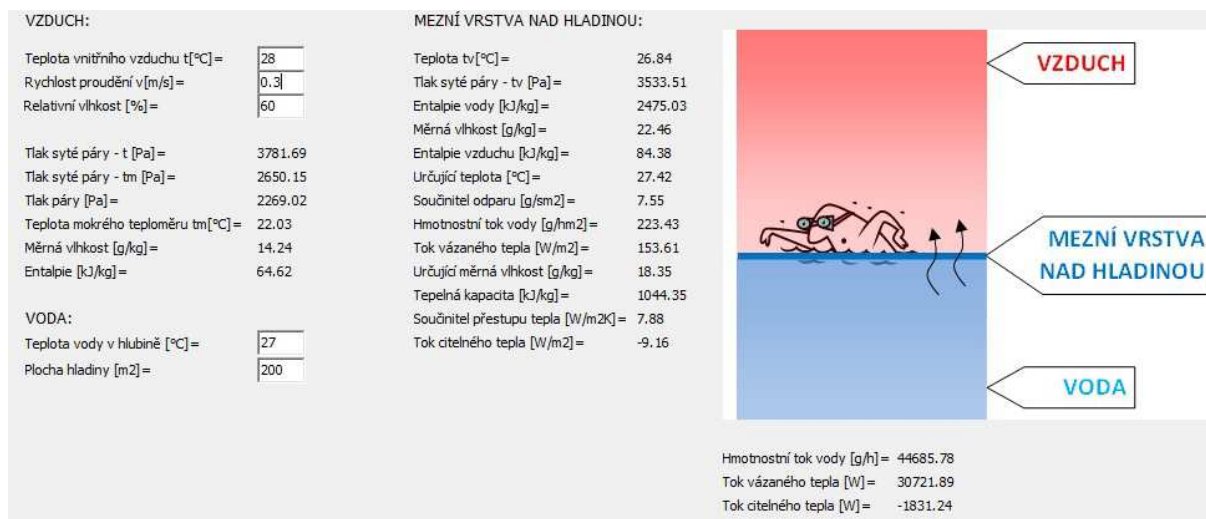 VZDUCH:
Teplota vnitřního vzduchu t[°C]= 28
Rychlost proudění v[m/s]= 0.3
Relativní vlhkost [%]= 60
Tlak syté páry - t [Pa]= 3781.69
Tlak syté páry - tm [Pa]= 2650.15
Tlak páry [Pa]= 2269.02
Teplota mokrého teploměru tm[°C]= 22.03
Měrná vlhkost [g/kg]= 14.24
Entalpie [kJ/kg]= 64.62
VODA:
Teplota vody v hlubině [°C]= 27
Plocha hladiny [m2]= 200
MEZNÍ VRSTVA NAD HLADINOU:
Teplota tv[°C]= 26.84
Tlak syté páry - tv [Pa]= 3533.51
Entalpie vody [kJ/kg]= 2475.03
Měrná vlhkost [g/kg]= 22.46
Entalpie vzduchu [kJ/kg]= 84.38
Určující teplota [°C]= 27.42
Součinitel odparu [g/sm2]= 7.55
Hmotnostní tok vody [g/hm2]= 223.43
Tok vázaného tepla [W/m2]= 153.61
Určující měrná vlhkost [g/kg]= 18.35
Tepelná kapacita [kJ/kg]= 1044.35
Součinitel přestupu tepla [W/m2K]= 7.88
Tok citelného tepla [W/m2]= -9.16
VZDUCH
MEZNÍ VRSTVA
NAD HLADINOU
VODA
Hmotnostní tok vody [g/h]= 44685.78
Tok vázaného tepla [W]= 30721.89
Tok citelného tepla [W]= -1831.24